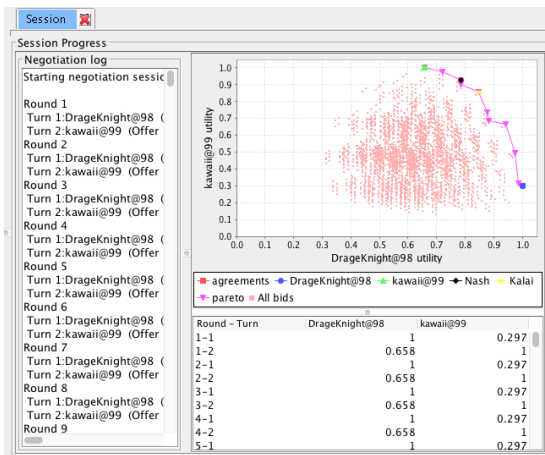 Session
Session Progress
Negotiation log
Starting negotiation sessic
Round 1
Turn 1:DrageKnight@98 (
Turn 2:kawaii@99 (Offer
Round 2
Turn 1:DrageKnight@98 (
Turn 2:kawaii@99 (Offer
Round 3
Turn 1:DrageKnight@98 (
Turn 2:kawaii@99 (Offer
Round 4
Turn 1:DrageKnight@98 (
Turn 2:kawaii@99 (Offer
Round 5
Turn 1:DrageKnight@98 (
Turn 2:kawaii@99 (Offer
Round 6
Turn 1:DrageKnight@98 (
Turn 2:kawaii@99 (Offer
Round 7
Turn 1:DrageKnight@98 (
Turn 2:kawaii@99 (Offer
Round 8
Turn 1:DrageKnight@98 (
Turn 2:kawaii@99 (Offer
Round 9
kawaii@99 utility
1.0
0.9
0.8
0.7
0.6
0.5
0.4
0.3
0.2
0.1
0.0
0.0 0.1 0.2 0.3 0.4 0.5 0.6 0.7 0.8 0.9 1.0
DrageKnight@98 utility
agreements DrageKnight@98 kawaii@99 Nash Kalai
pareto All bids
Round - Turn DrageKnight@98 kawaii@99
1-1 1 0.297
1-2 0.658 1
2-1 1 0.297
2-2 0.658 1
3-1 1 0.297
3-2 0.658 1
4-1 1 0.297
4-2 0.658 1
5-1 1 0.297